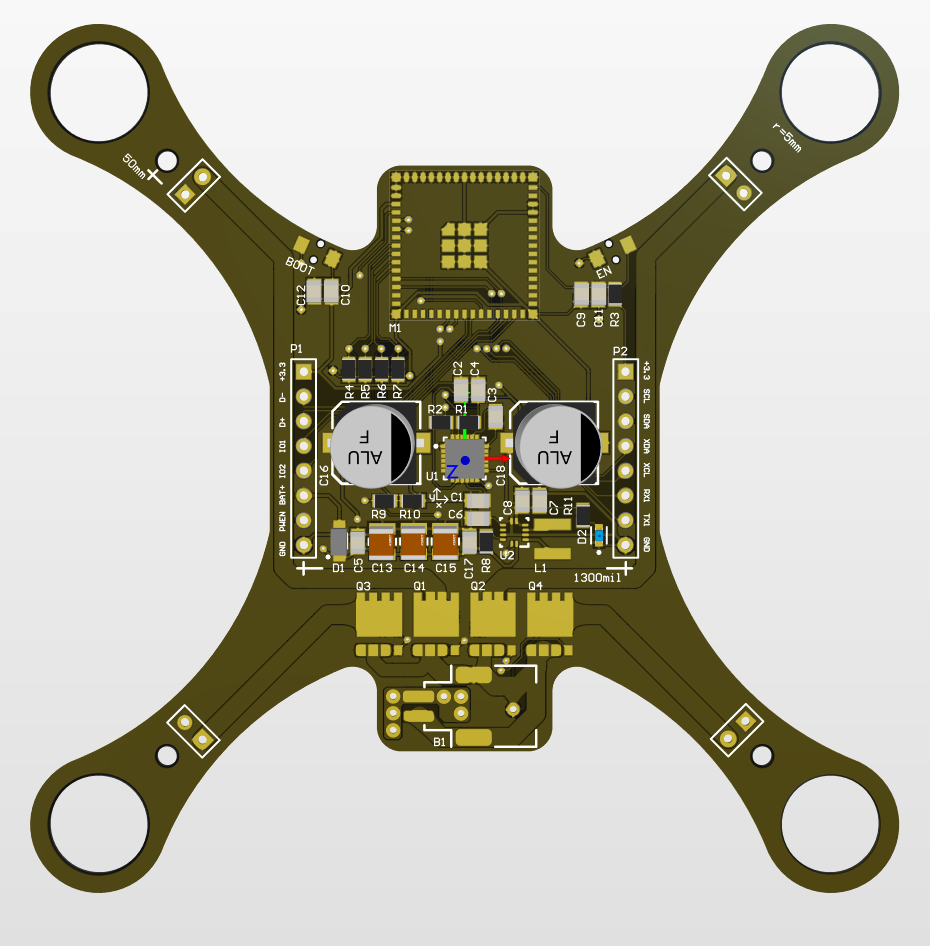 r=5mm
50mm
BOOT
EN
C12
C10
C9
C11
R3
M1
P1
P2
+3.3
D-
D+
IO1
IO2
BAT+
PWEN
GND
+3.3
SCL
SDA
XDA
XCL
RX1
TX1
GND
R4
R5
R6
R7
C2
C4
C3
R2
R1
ALU
F
ALU
F
C16
U1
Z
C18
y
x
C1
C6
R9
R10
C8
C7
R11
D2
U2
L1
D1
C5
C13
C14
C15
C17
R8
1300mil
Q3
Q1
Q2
Q4
B1